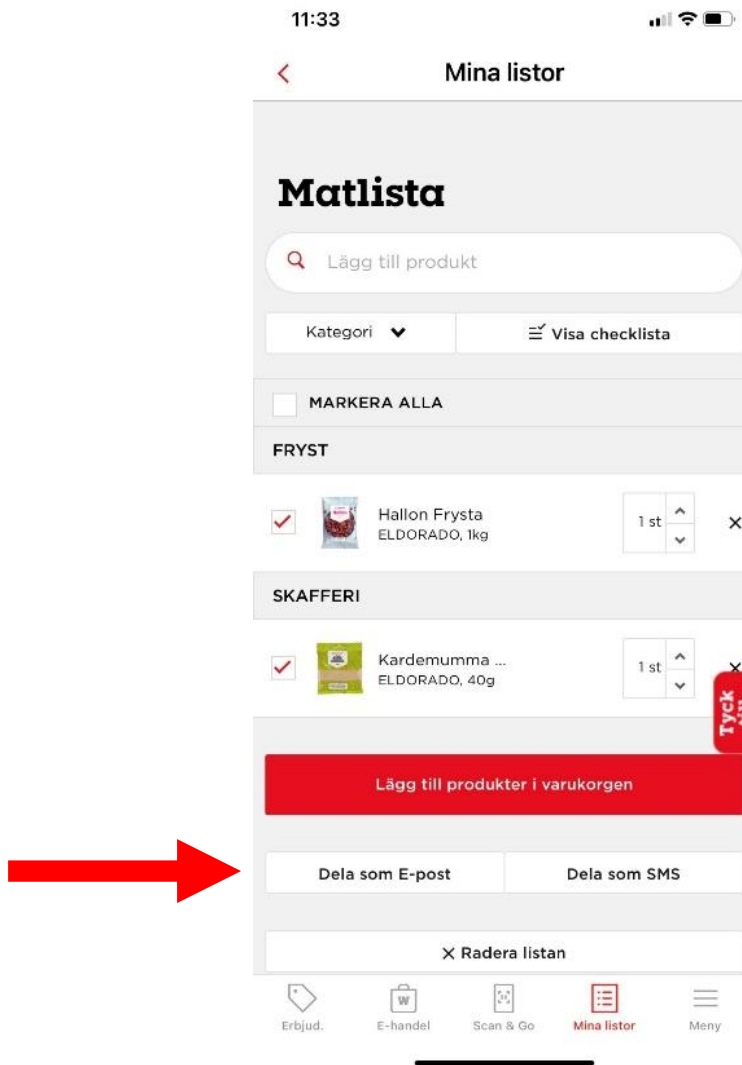 11:33
Mina listor
Matlista
Lägg till produkt
Kategori
Visa checklista
MARKERA ALLA
FRYST
Hallon Frysta
ELDORADO, 1kg
1 st
SKAFFERI
Kardemumma ...
ELDORADO, 40g
1 st
Tyck
Lägg till produkter i varukorgen
Dela som E-post
Dela som SMS
Radera listan
W
Erbjud.
E-handel
Scan & Go
Mina listor
Meny